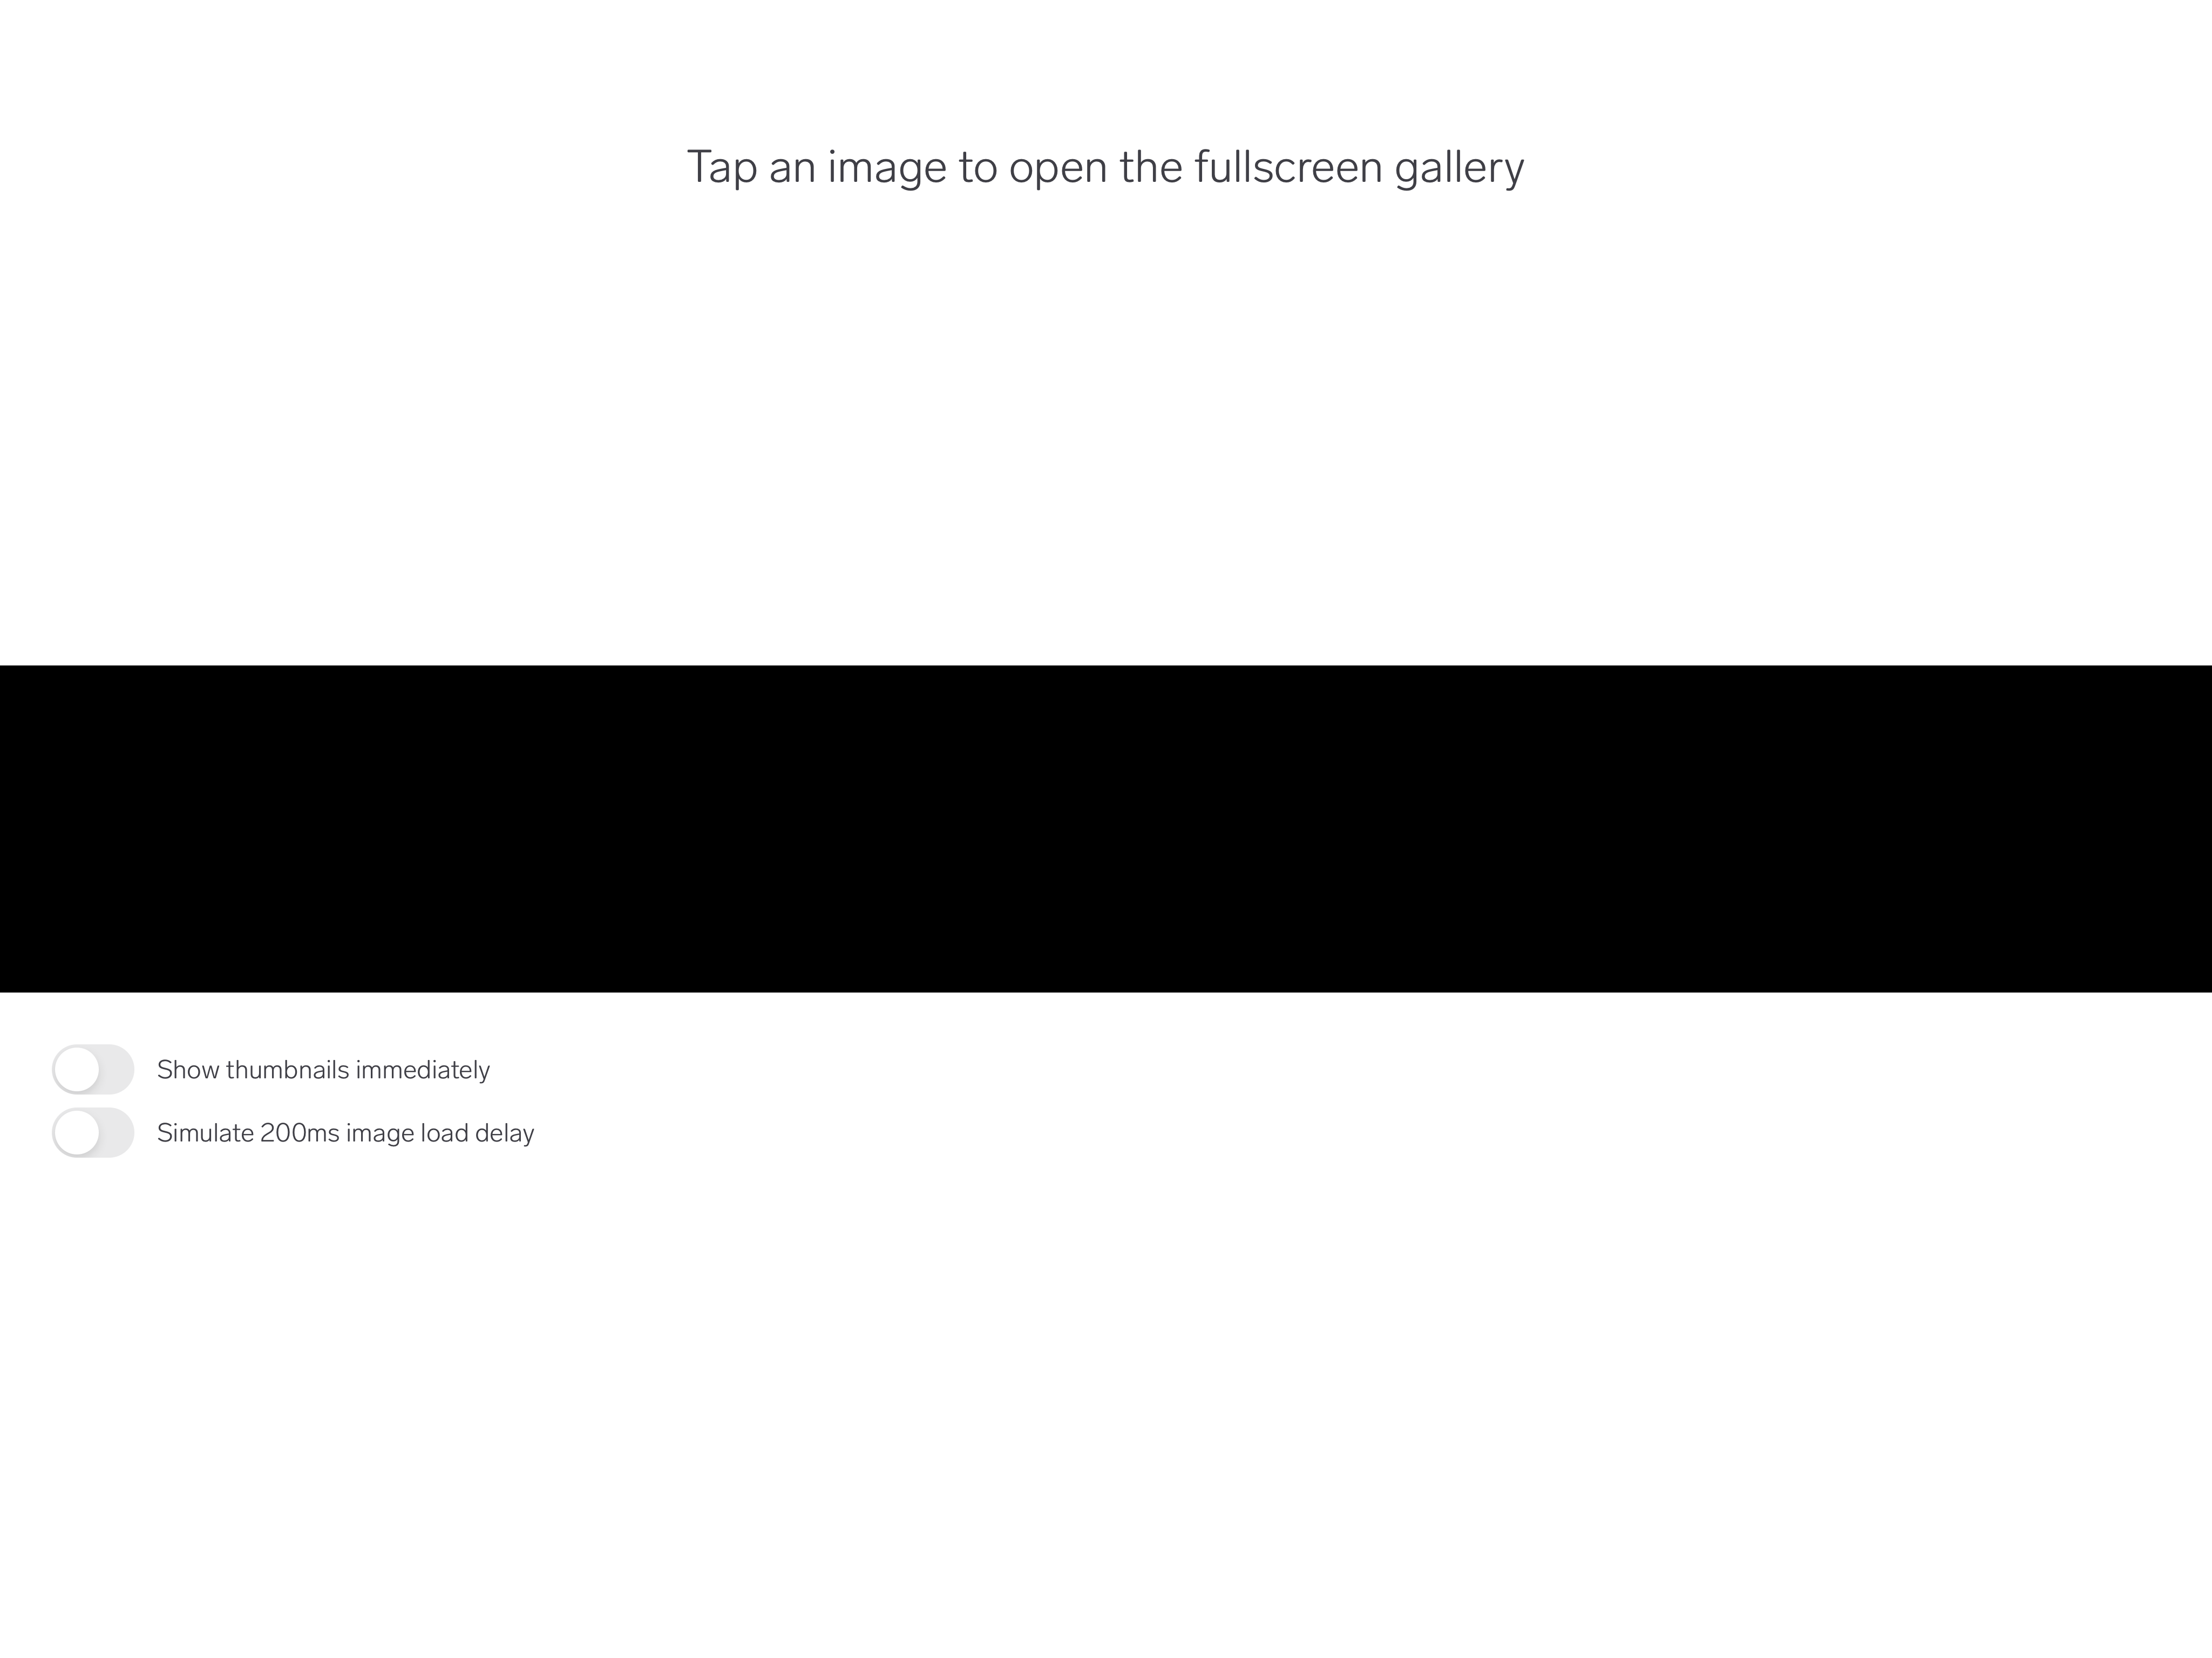 Tap an image to open the fullscreen gallery
Show thumbnails immediately
Simulate 200ms image load delay